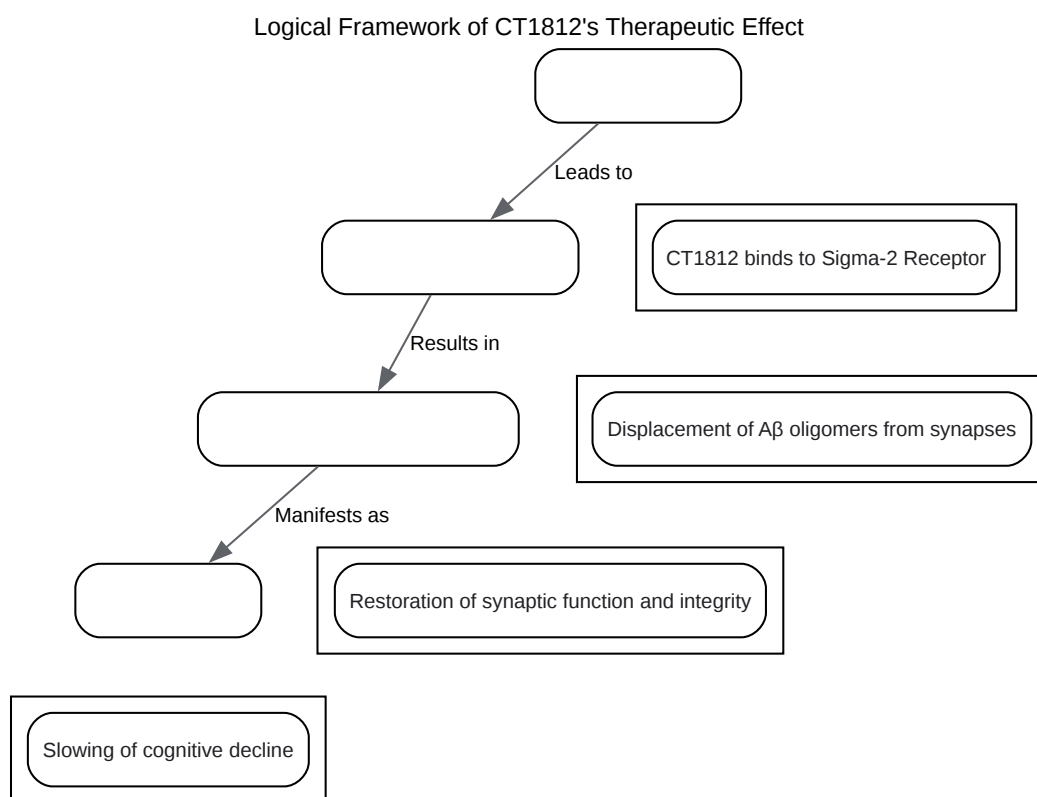 Logical Framework of CT1812's Therapeutic Effect
Leads to
CT1812 binds to Sigma-2 Receptor
Results in
Displacement of Aβ oligomers from synapses
Manifests as
Restoration of synaptic function and integrity
Slowing of cognitive decline